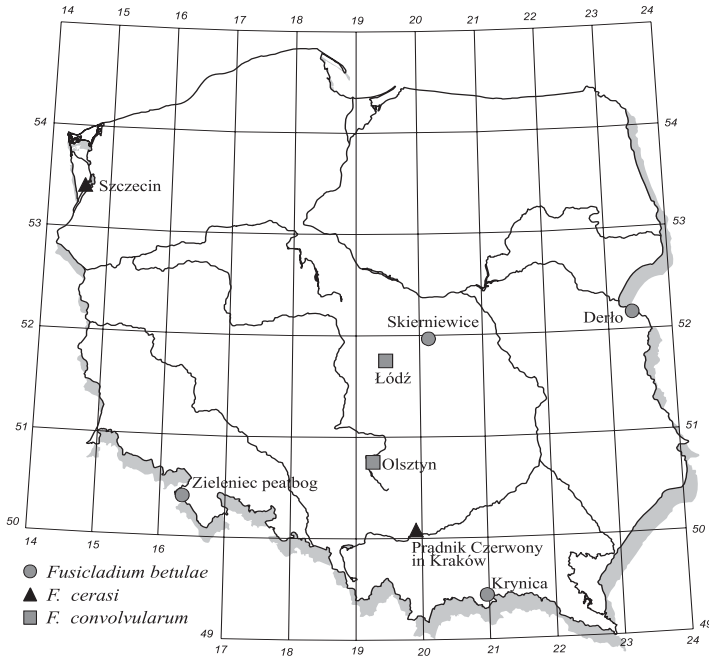 14 15 16 17 18 19 20 21 22 23 24
54 54
Szczecin
53 53
Derło
Skierniewice
52 52
Łódź
51 51
Olsztyn
Zieleniec peatbog
50 50
14 15 16
Prądnik Czerwony
in Kraków
Krynica
Fusicladium betulae
F. cerasi
F. convolvularum
49 49
17 18 19 20 21 22 23 24